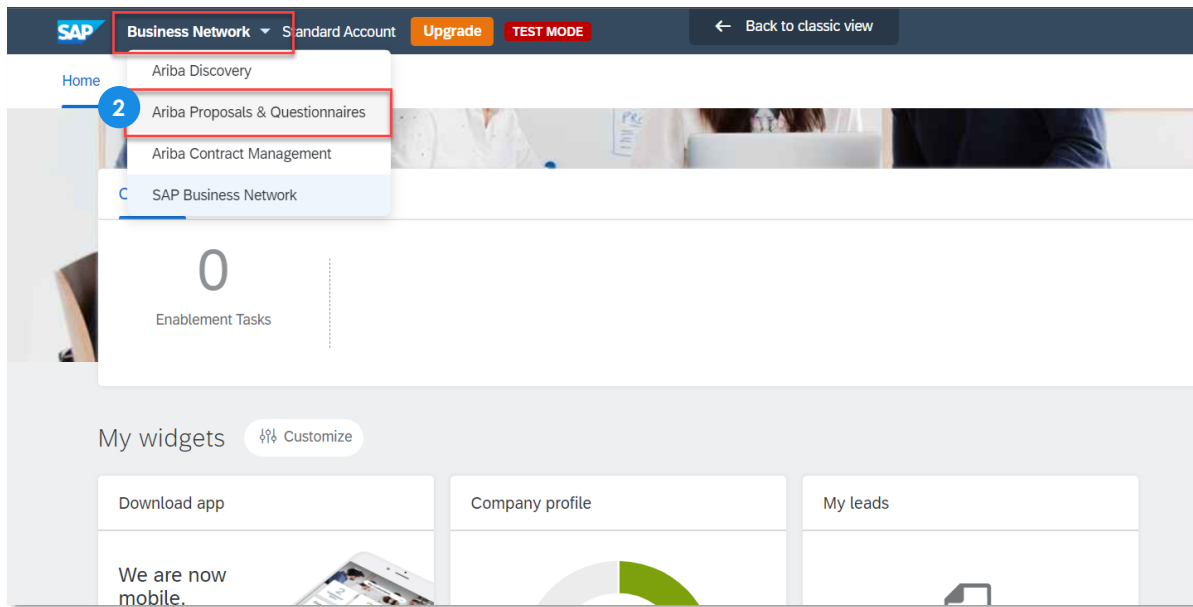 SAP Business Network Standard Account Upgrade TEST MODE ← Back to classic view
Home
Ariba Discovery
2 Ariba Proposals & Questionnaires
Ariba Contract Management
SAP Business Network
0
Enablement Tasks
My widgets Customize
Download app
We are now
mobile.
Company profile
My leads